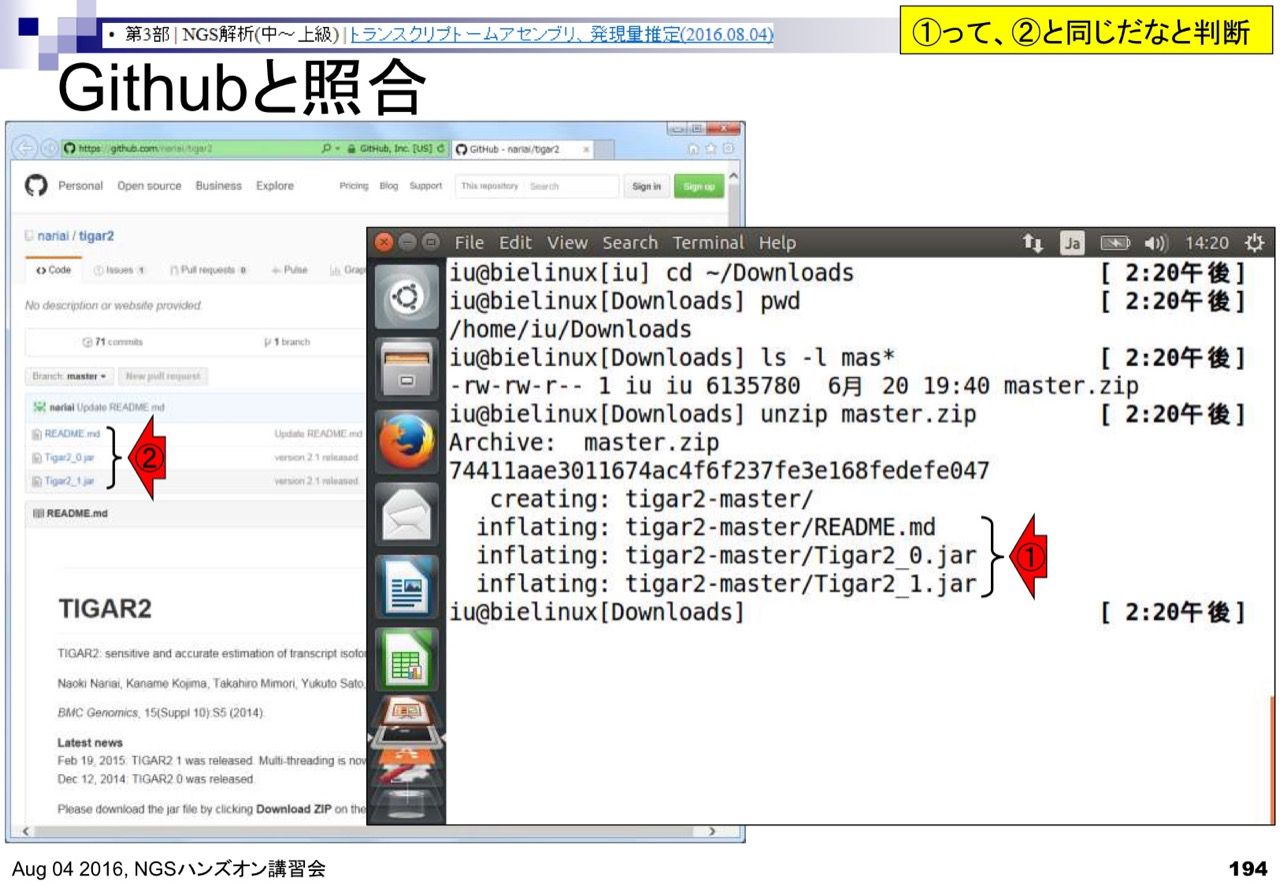 • 第3部 | NGS解析(中～上級) | トランスクリプトームアセンブリ、発現量推定(2016.08.04)
①って、②と同じだなと判断
Githubと照合
https://github.com/nariai/tigar2
GitHub, Inc. [US]
GitHub - nariai/tigar2
Personal Open source Business Explore Pricing Blog Support This repository Search Sign in Sign up
nariai / tigar2
Code Issues 1 Pull requests 0 Pulse Grap
No description or website provided.
71 commits 1 branch
Branch: master New pull request
nariai Update README.md
README.md Update README.md
Tigar2_0.jar version 2.1 released
Tigar2_1.jar version 2.1 released
②
README.md
TIGAR2
TIGAR2: sensitive and accurate estimation of transcript isofor
Naoki Nariai, Kaname Kojima, Takahiro Mimori, Yukuto Sato,
BMC Genomics, 15(Suppl 10):S5 (2014).
Latest news
Feb 19, 2015: TIGAR2.1 was released. Multi-threading is now
Dec 12, 2014: TIGAR2.0 was released.
Please download the jar file by clicking Download ZIP on the
File Edit View Search Terminal Help Ja 14:20
iu@bielinux[iu] cd ~/Downloads [ 2:20午後]
iu@bielinux[Downloads] pwd [ 2:20午後]
/home/iu/Downloads
iu@bielinux[Downloads] ls -l mas* [ 2:20午後]
-rw-rw-r-- 1 iu iu 6135780 6月 20 19:40 master.zip
iu@bielinux[Downloads] unzip master.zip [ 2:20午後]
Archive: master.zip
74411aae3011674ac4f6f237fe3e168fedefe047
creating: tigar2-master/
inflating: tigar2-master/README.md
inflating: tigar2-master/Tigar2_0.jar
inflating: tigar2-master/Tigar2_1.jar
①
iu@bielinux[Downloads] [ 2:20午後]
Aug 04 2016, NGSハンズオン講習会
194